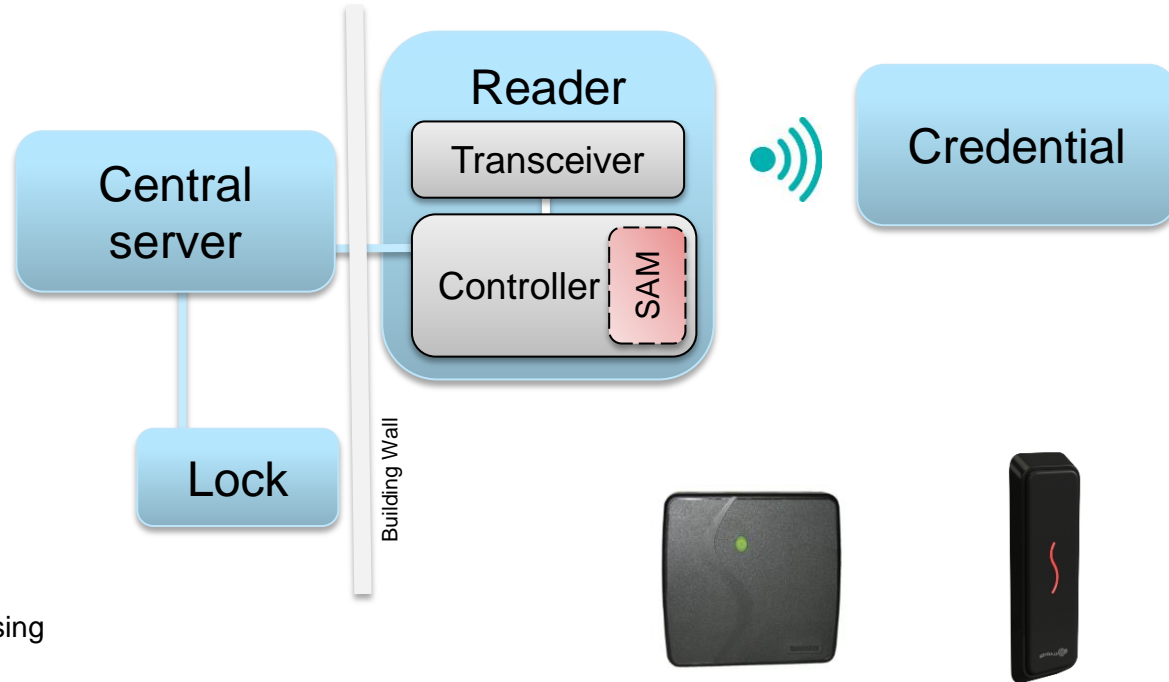 Reader
Transceiver
Central
server
Controller
SAM
Credential
Lock
Building Wall
sing